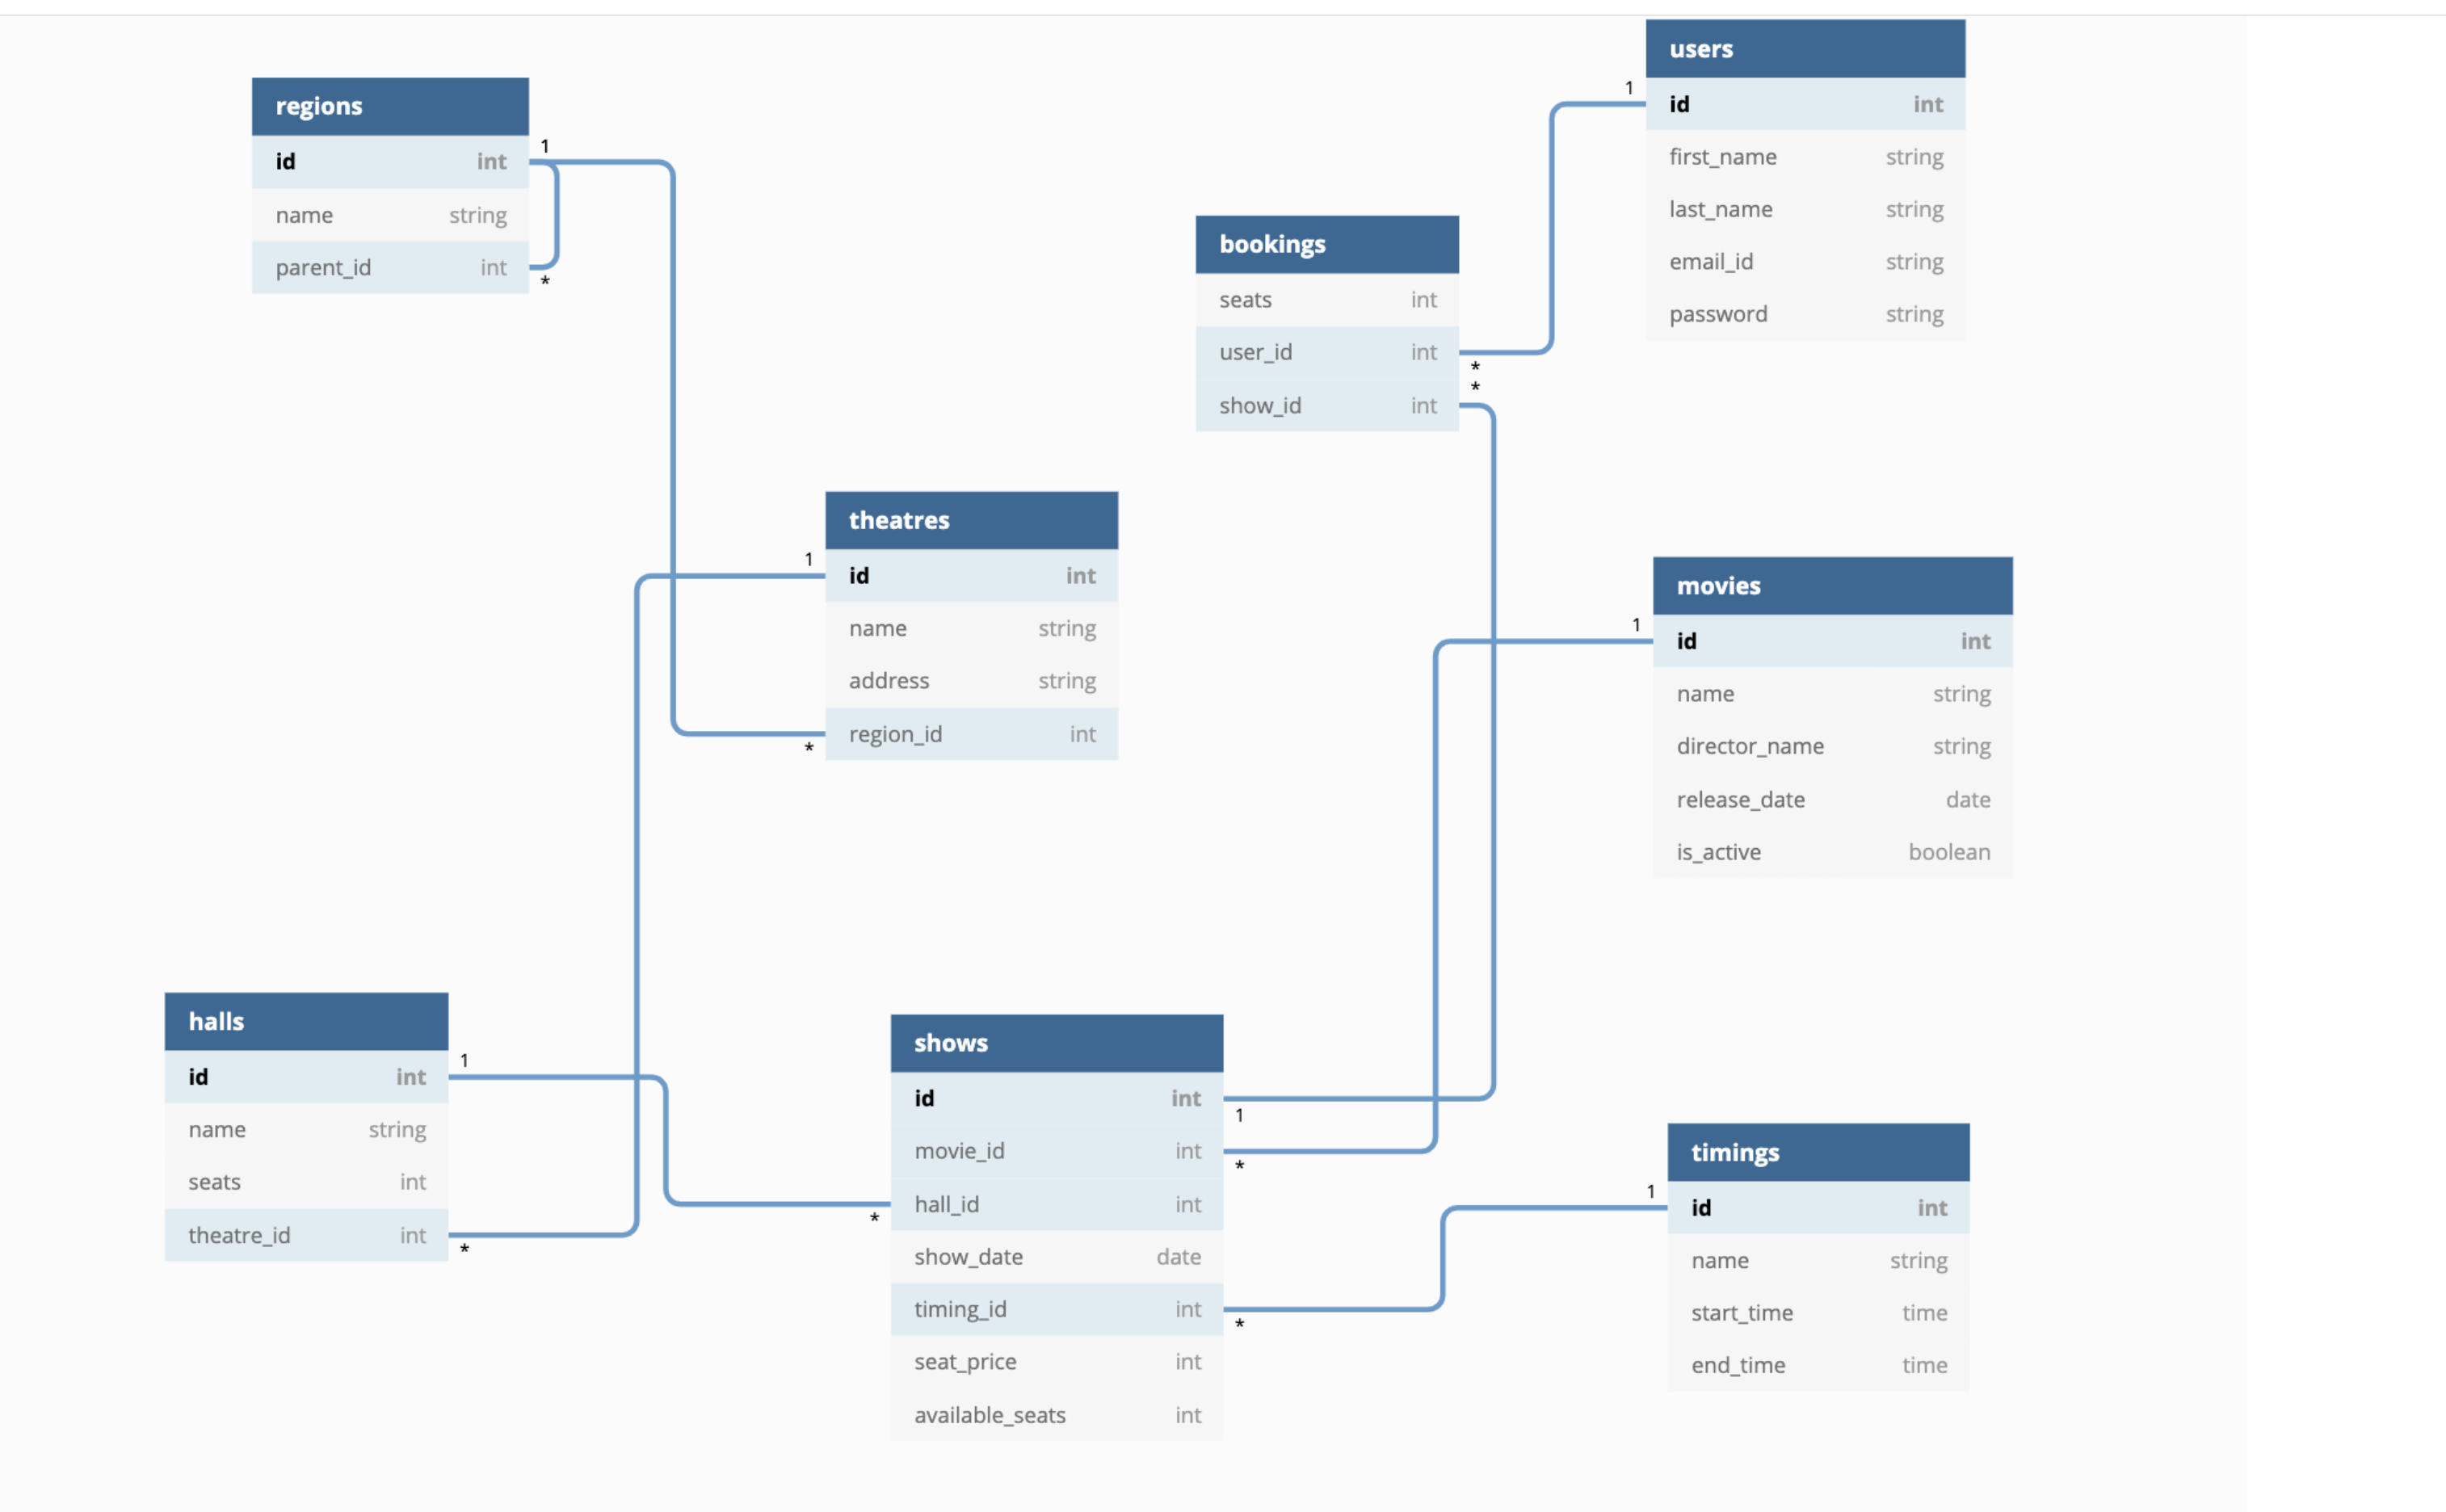 users
id int
first_name string
last_name string
email_id string
password string
regions
1
id int
name string
parent_id int
*
1
bookings
seats int
user_id int
*
*
show_id int
theatres
1
id int
name string
address string
region_id int
*
movies
1
id int
name string
director_name string
release_date date
is_active boolean
halls
1
id int
name string
seats int
theatre_id int
*
shows
id int
1
movie_id int
*
hall_id int
*
show_date date
timing_id int
*
seat_price int
available_seats int
timings
1
id int
name string
start_time time
end_time time